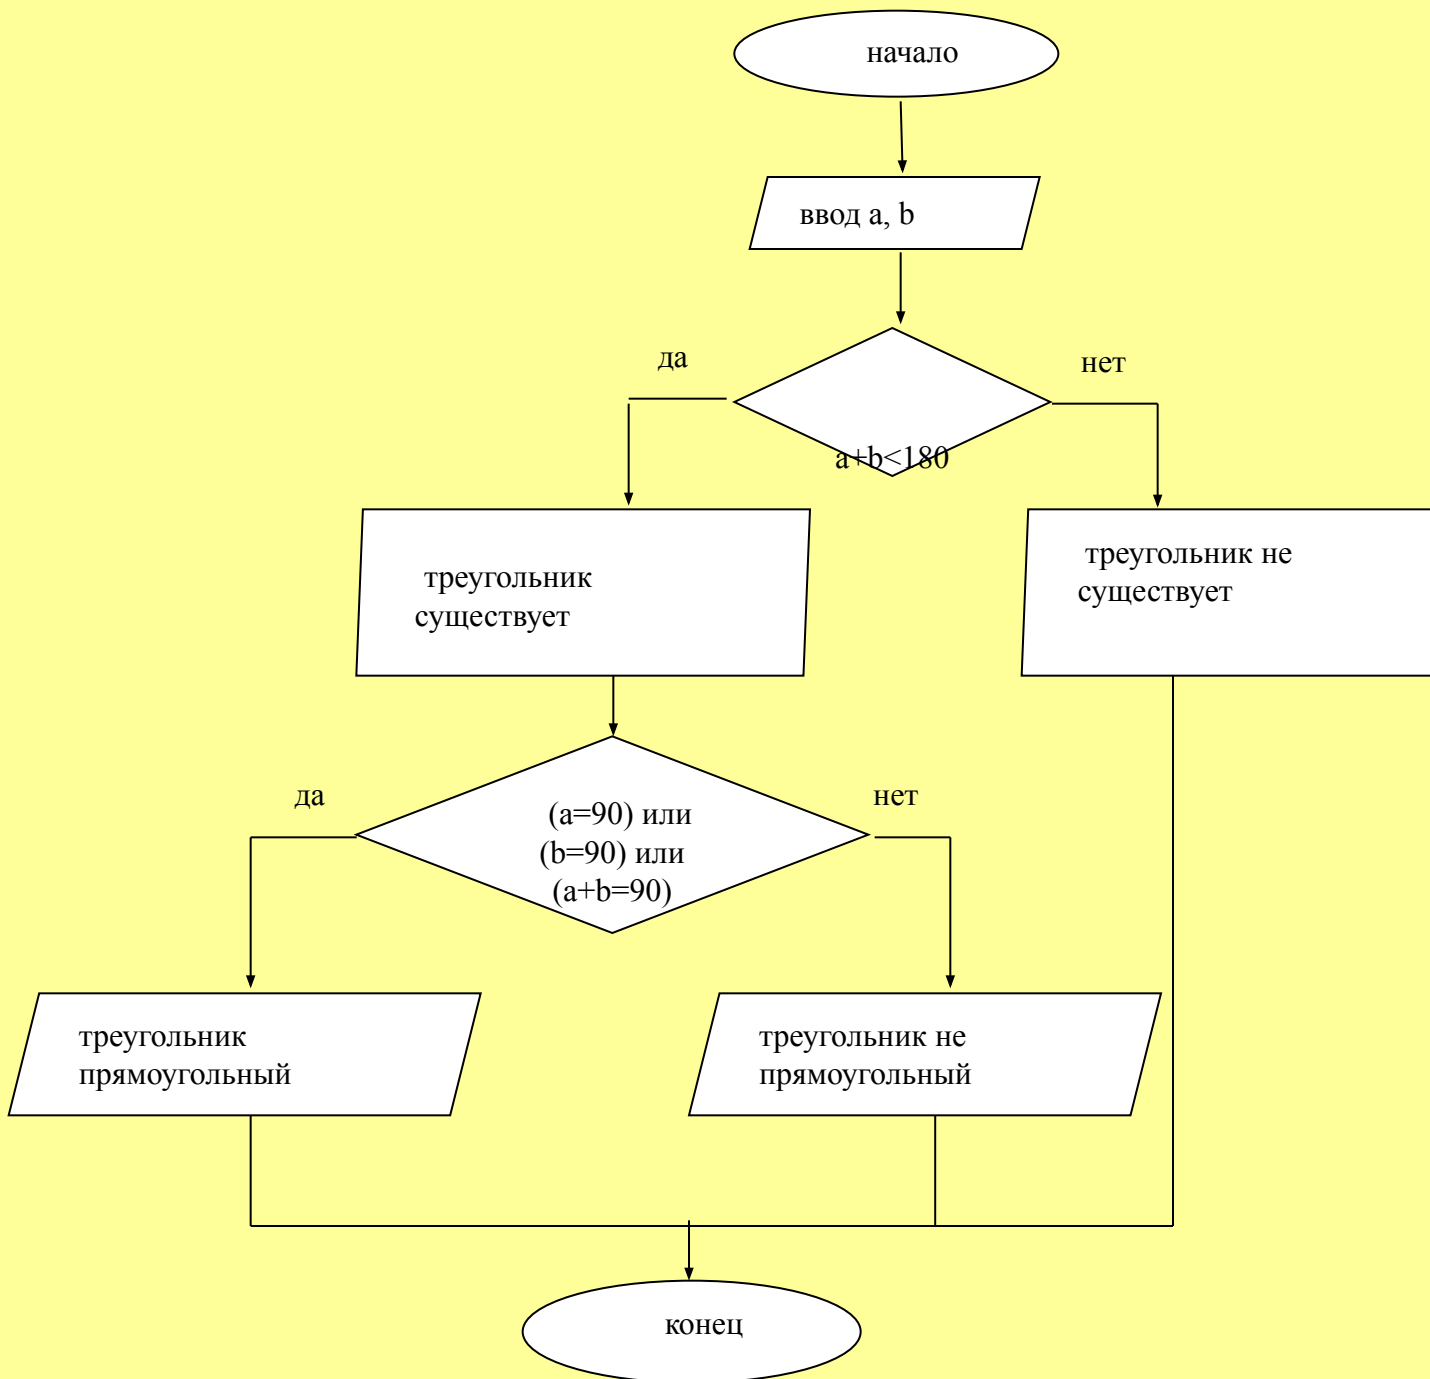 начало
ввод a, b
да
нет
a+b<180
треугольник
существует
треугольник не
существует
да
нет
(a=90) или
(b=90) или
(a+b=90)
треугольник
прямоугольный
треугольник не
прямоугольный
конец